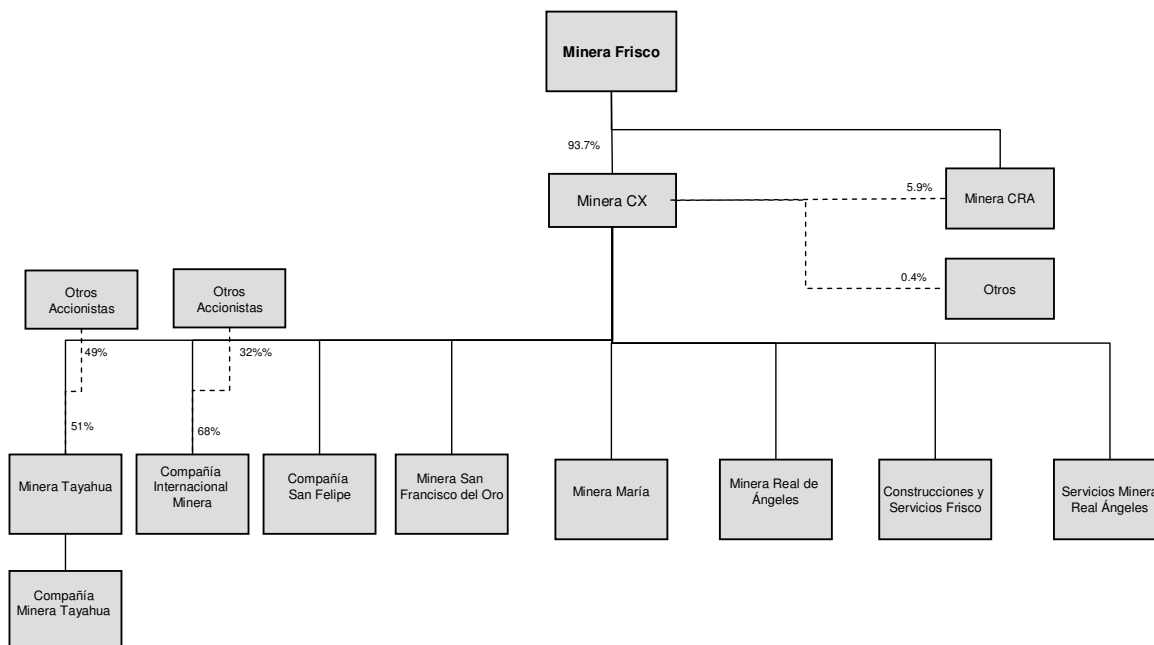 Minera Frisco
93.7%
Minera CX
5.9%
Minera CRA
0.4%
Otros
Otros
Accionistas
Otros
Accionistas
49%
32%%
51%
68%
Minera Tayahua
Compañía
Internacional
Minera
Compañía
San Felipe
Minera San
Francisco del Oro
Minera María
Minera Real de
Ángeles
Construcciones y
Servicios Frisco
Servicios Minera
Real Ángeles
Compañía
Minera Tayahua